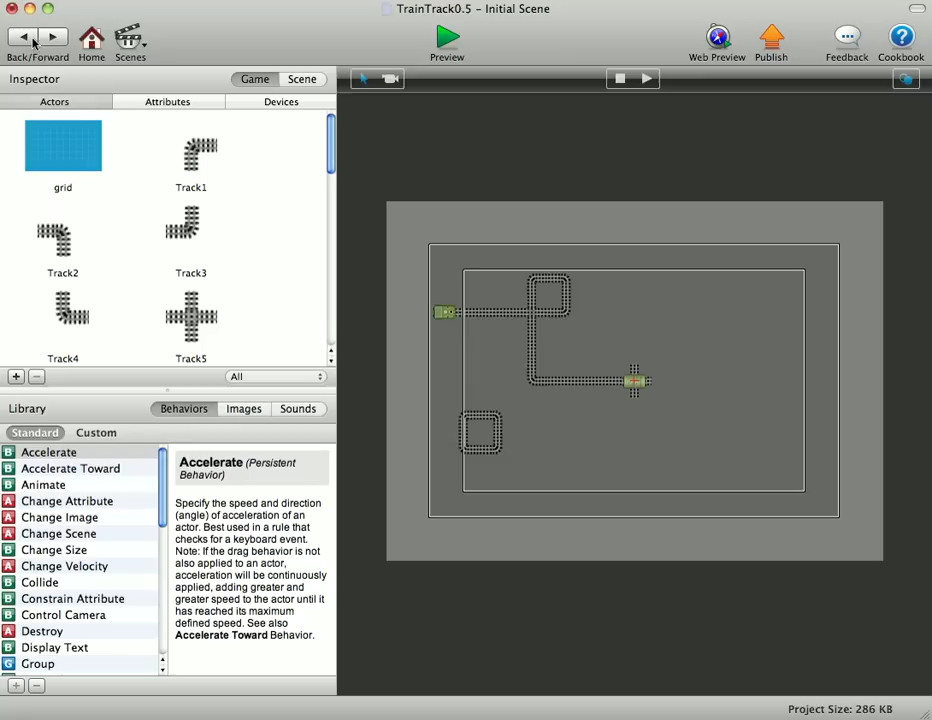 TrainTrack0.5 - Initial Scene
Back/Forward
Home
Scenes
Preview
Web Preview
Publish
Feedback
Cookbook
Inspector
Game
Scene
Actors
Attributes
Devices
grid
Track1
Track2
Track3
Track4
Track5
All
Library
Behaviors
Images
Sounds
Standard
Custom
B Accelerate
B Accelerate Toward
B Animate
A Change Attribute
A Change Image
A Change Scene
B Change Size
A Change Velocity
B Collide
B Constrain Attribute
B Control Camera
A Destroy
B Display Text
G Group
Accelerate (Persistent
Behavior)
Specify the speed and direction
(angle) of acceleration of an
actor. Best used in a rule that
checks for a keyboard event.
Note: If the drag behavior is not
also applied to an actor,
acceleration will be continuously
applied, adding greater and
greater speed to the actor until it
has reached its maximum
defined speed. See also
Accelerate Toward Behavior.
Project Size: 286 KB